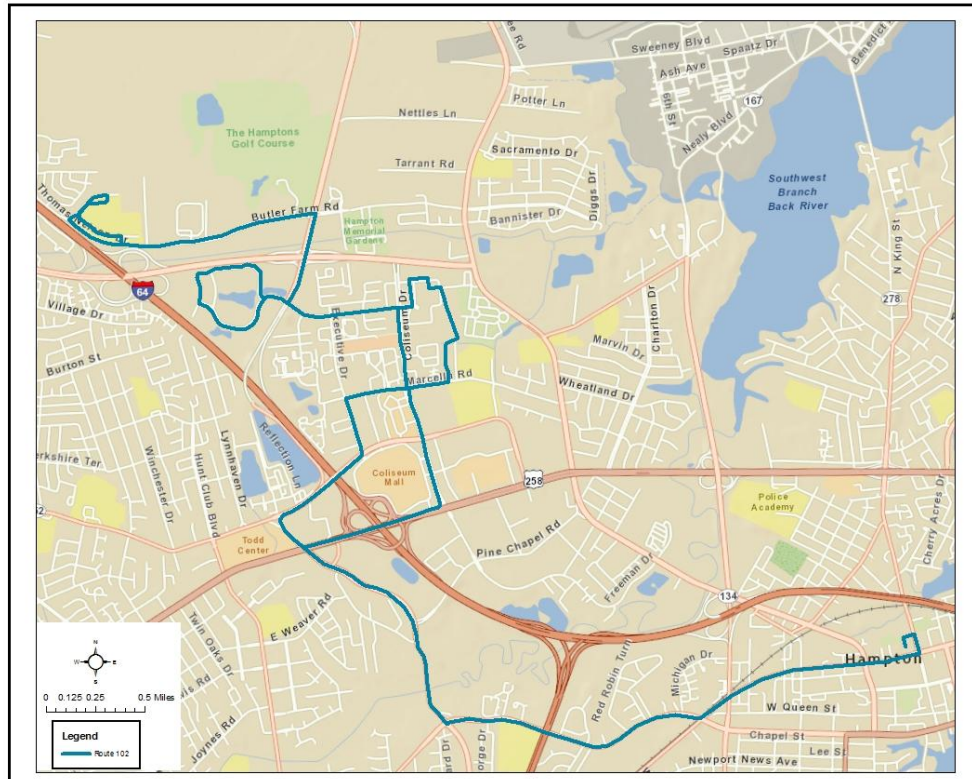 Sweeney Blvd
Spaatz Dr
Benedict
ee Rd
Ash Ave
6th St
167
Nealy Blvd
Potter Ln
Nettles Ln
The Hamptons
Golf Course
Sacramento Dr
Tarrant Rd
Diggs Dr
Southwest
Branch
Back River
Butler Farm Rd
Bannister Dr
Hampton
Memorial
Gardens
N King St
64
278
Village Dr
Executive Dr
Coliseum Dr
Charlton Dr
Burton St
Marvin Dr
Marcella Rd
Wheatland Dr
Reflection Ln
erkshire Ter
Winchester Dr
Hunt Club Blvd
Lynnhaven Dr
Coliseum
Mall
258
Police
Academy
Cherry Acres Dr
Todd
Center
Pine Chapel Rd
Freeman Dr
134
E Weaver Rd
Twin Oaks Dr
N
W
E
S
Red Robin Turn
Michigan Dr
Hampton
0 0.125 0.25 0.5 Miles
W Queen St
Legend
Route 102
Joynes Rd
Chapel St
Lee St
Newport News Ave